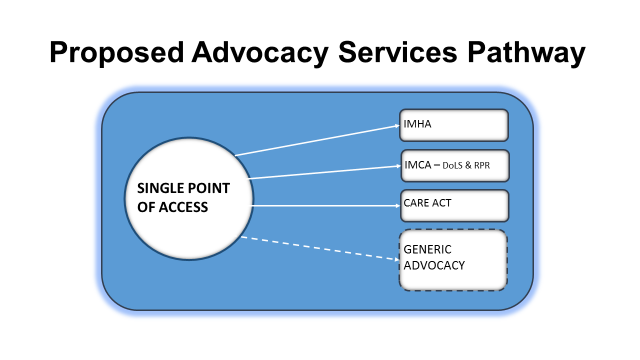 Proposed Advocacy Services Pathway
SINGLE POINT
OF ACCESS
IMHA
IMCA – DoLS & RPR
CARE ACT
GENERIC
ADVOCACY